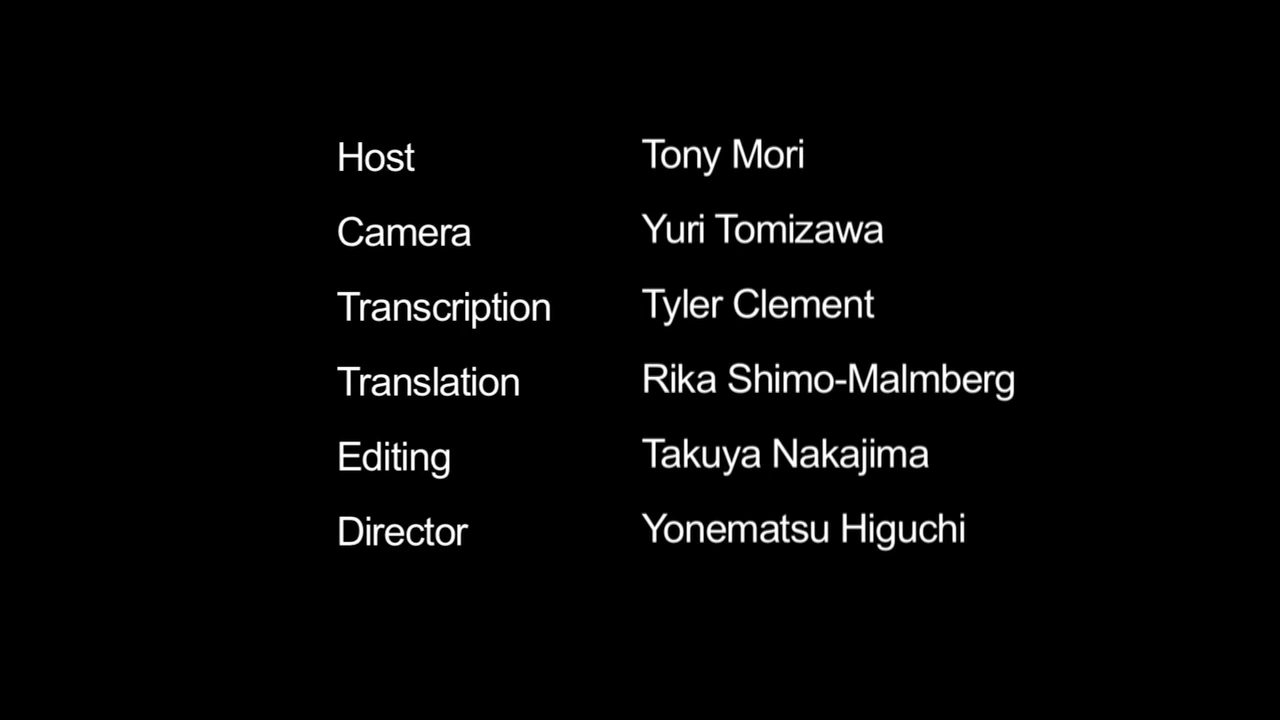 Host Tony Mori
Camera Yuri Tomizawa
Transcription Tyler Clement
Translation Rika Shimo-Malmberg
Editing Takuya Nakajima
Director Yonematsu Higuchi